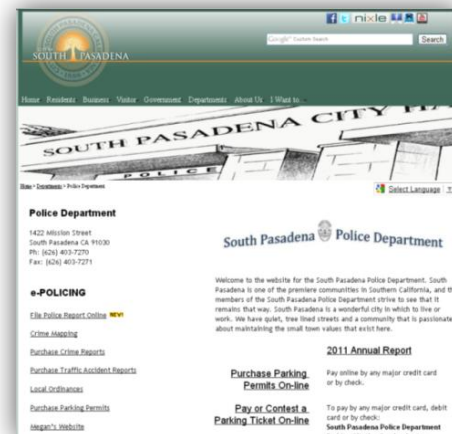 nixle
Google™ Custom Search
Search
SOUTH PASADENA
Home Residents Business Visitor Government Departments About Us I Want to...
SOUTH PASADENA CITY HA
POLICE
Home > Departments > Police Department
Select Language
Police Department
1422 Mission Street
South Pasadena CA 91030
Ph: (626) 403-7270
Fax: (626) 403-7271
e-POLICING
File Police Report Online NEW!
Crime Mapping
Purchase Crime Reports
Purchase Traffic Accident Reports
Local Ordinances
Purchase Parking Permits
Megan's Website
South Pasadena Police Department
Welcome to the website for the South Pasadena Police Department. South
Pasadena is one of the premiere communities in Southern California, and th
members of the South Pasadena Police Department strive to see that it
remains that way. South Pasadena is a wonderful city in which to live or
work. We have quiet, tree lined streets and a community that is passionate
about maintaining the small town values that exist here.
2011 Annual Report
Purchase Parking
Permits On-line
Pay online by any major credit card
or by check.
Pay or Contest a
Parking Ticket On-line
To pay by any major credit card, debit
card or by check:
South Pasadena Police Department